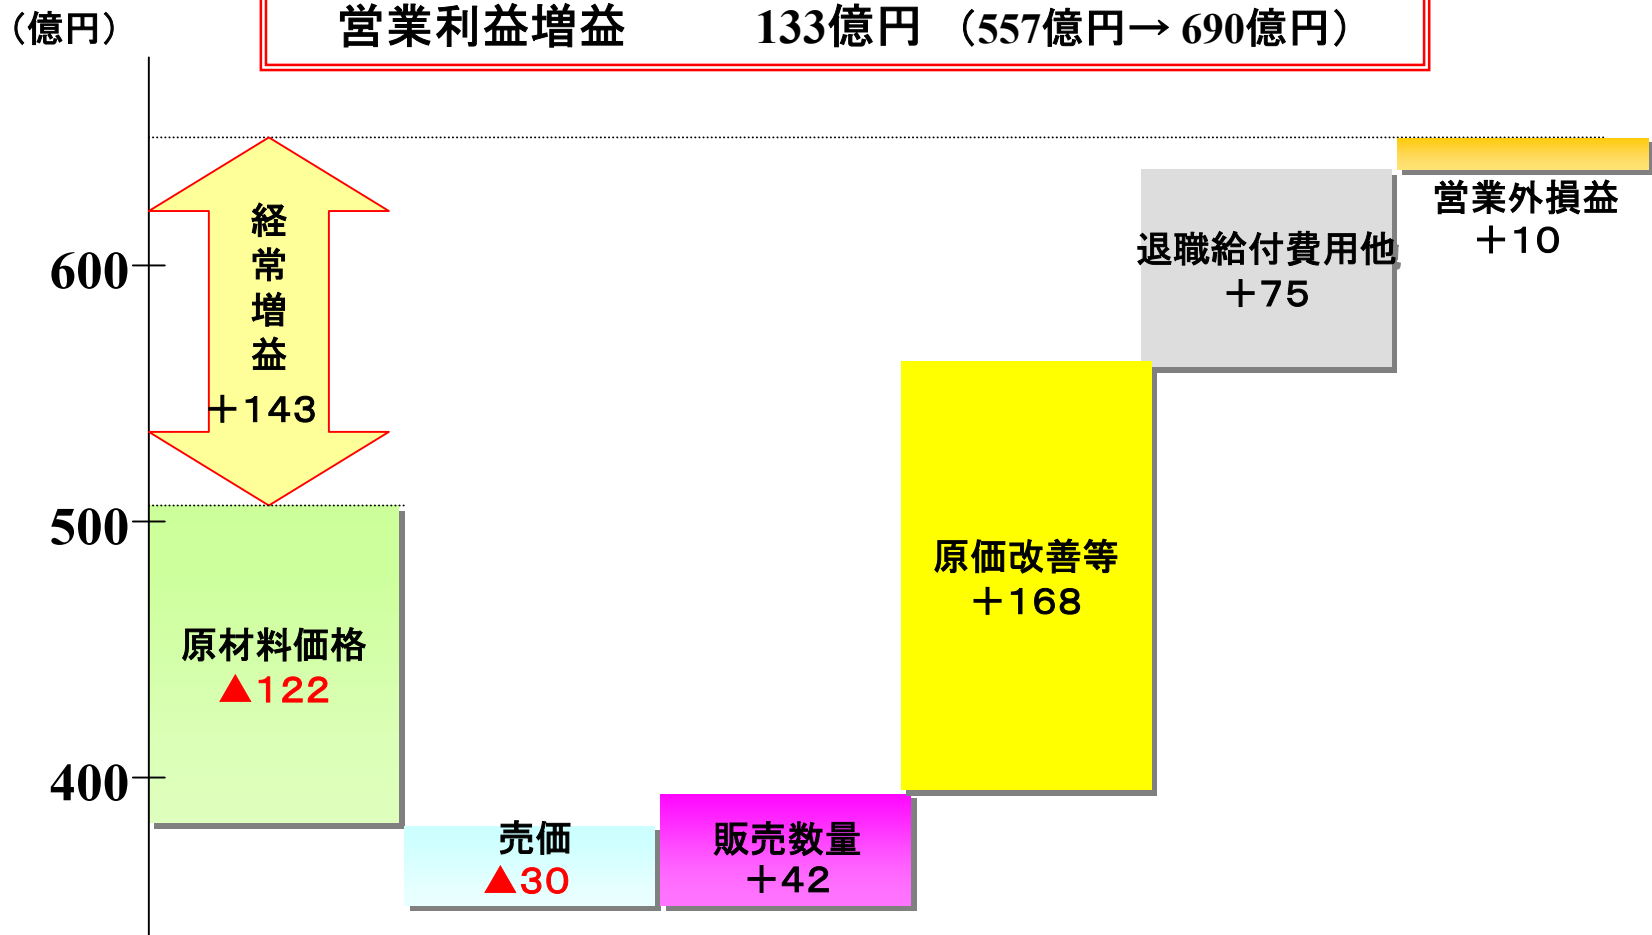 （億円）
営業利益増益　133億円　（557億円→ 690億円）
経常増益
＋143
600
500
400
原材料価格
▲122
売価
▲30
販売数量
＋42
原価改善等
＋168
退職給付費用他
＋75
営業外損益
＋10